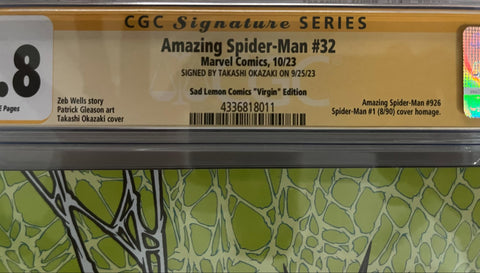 CGC Signature SERIES
.8
Pages
Amazing Spider-Man #32
Marvel Comics, 10/23
SIGNED BY TAKASHI OKAZAKI ON 9/25/23
Sad Lemon Comics "Virgin" Edition
4336818011
Zeb Wells story
Patrick Gleason art
Takashi Okazaki cover
Amazing Spider-Man #926
Spider-Man #1 (8/90) cover homage.